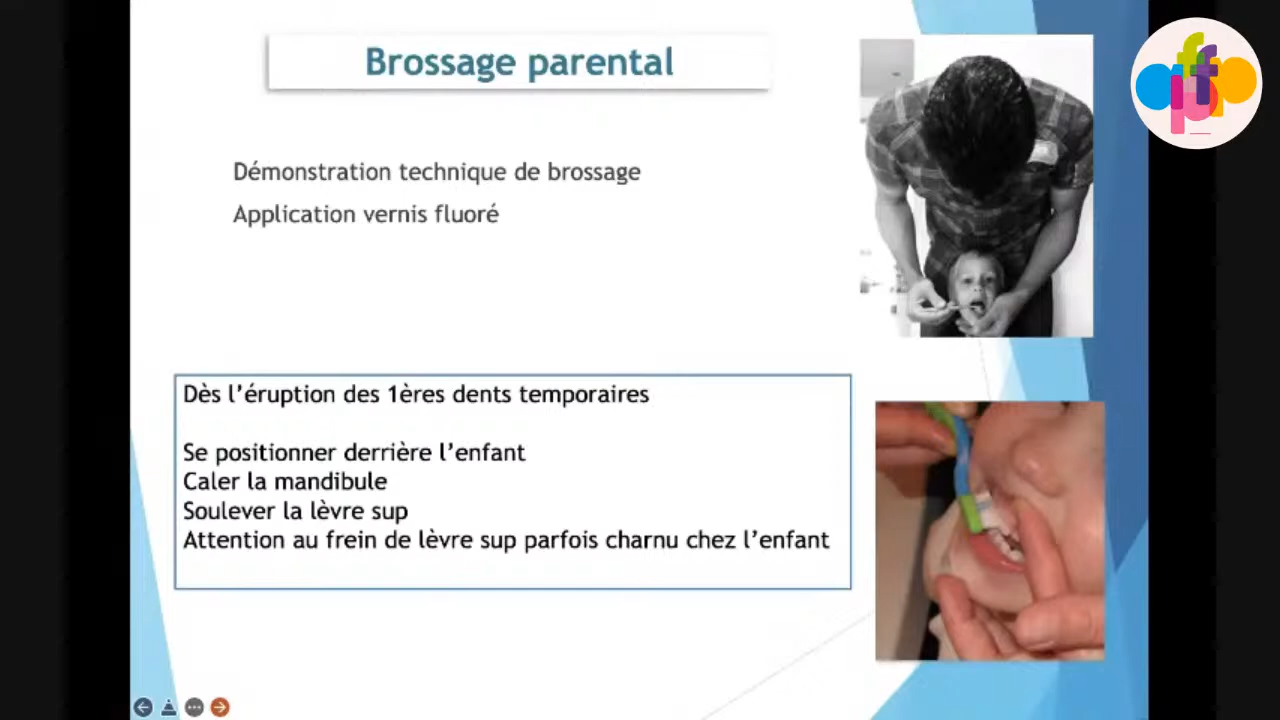 Brossage parental
Démonstration technique de brossage
Application vernis fluoré
Dès l'éruption des 1ères dents temporaires
Se positionner derrière l'enfant
Caler la mandibule
Soulever la lèvre sup
Attention au frein de lèvre sup parfois charnu chez l'enfant